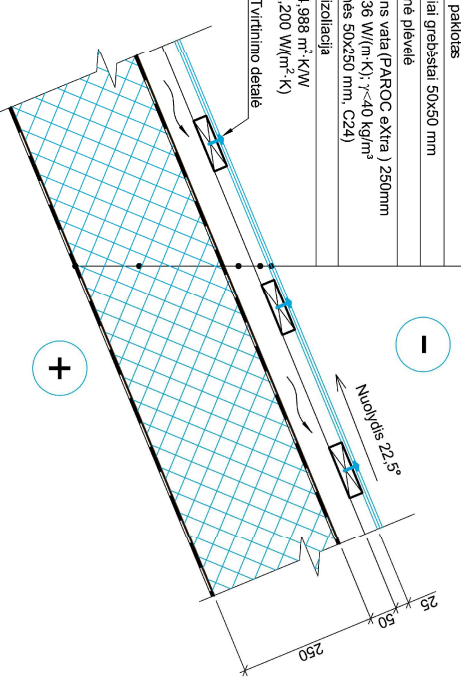 paklotas
iai grebėstai 50x50 mm
nė plėvelė
ns vata (PAROC eXtra ) 250mm
36 W/(m·K); γ<40 kg/m³
nės 50x250 mm, C24)
izoliacija
,988 m²·K/W
,200 W/(m²·K)
Tvirtinimo detalė
-
Nuolydis 22,5°
+
25
50
250